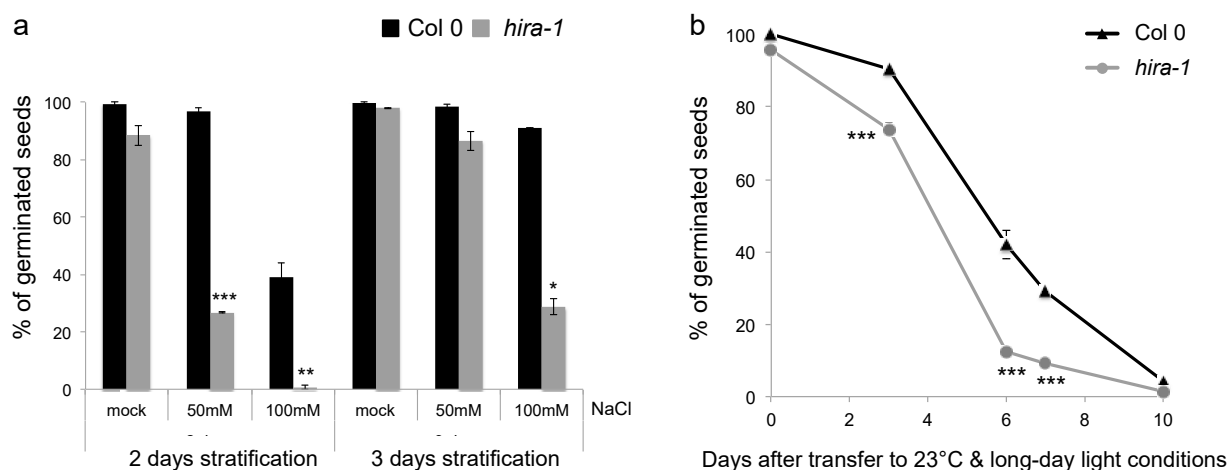 a
Col 0 hira-1
% of germinated seeds
100
80
60
40
20
0
***
**
*
mock 50mM 100mM mock 50mM 100mM NaCl
2 days stratification 3 days stratification
b
Col 0
hira-1
% of germinated seeds
100
80
60
40
20
0
***
*** ***
0 2 4 6 8 10
Days after transfer to 23°C & long-day light conditions